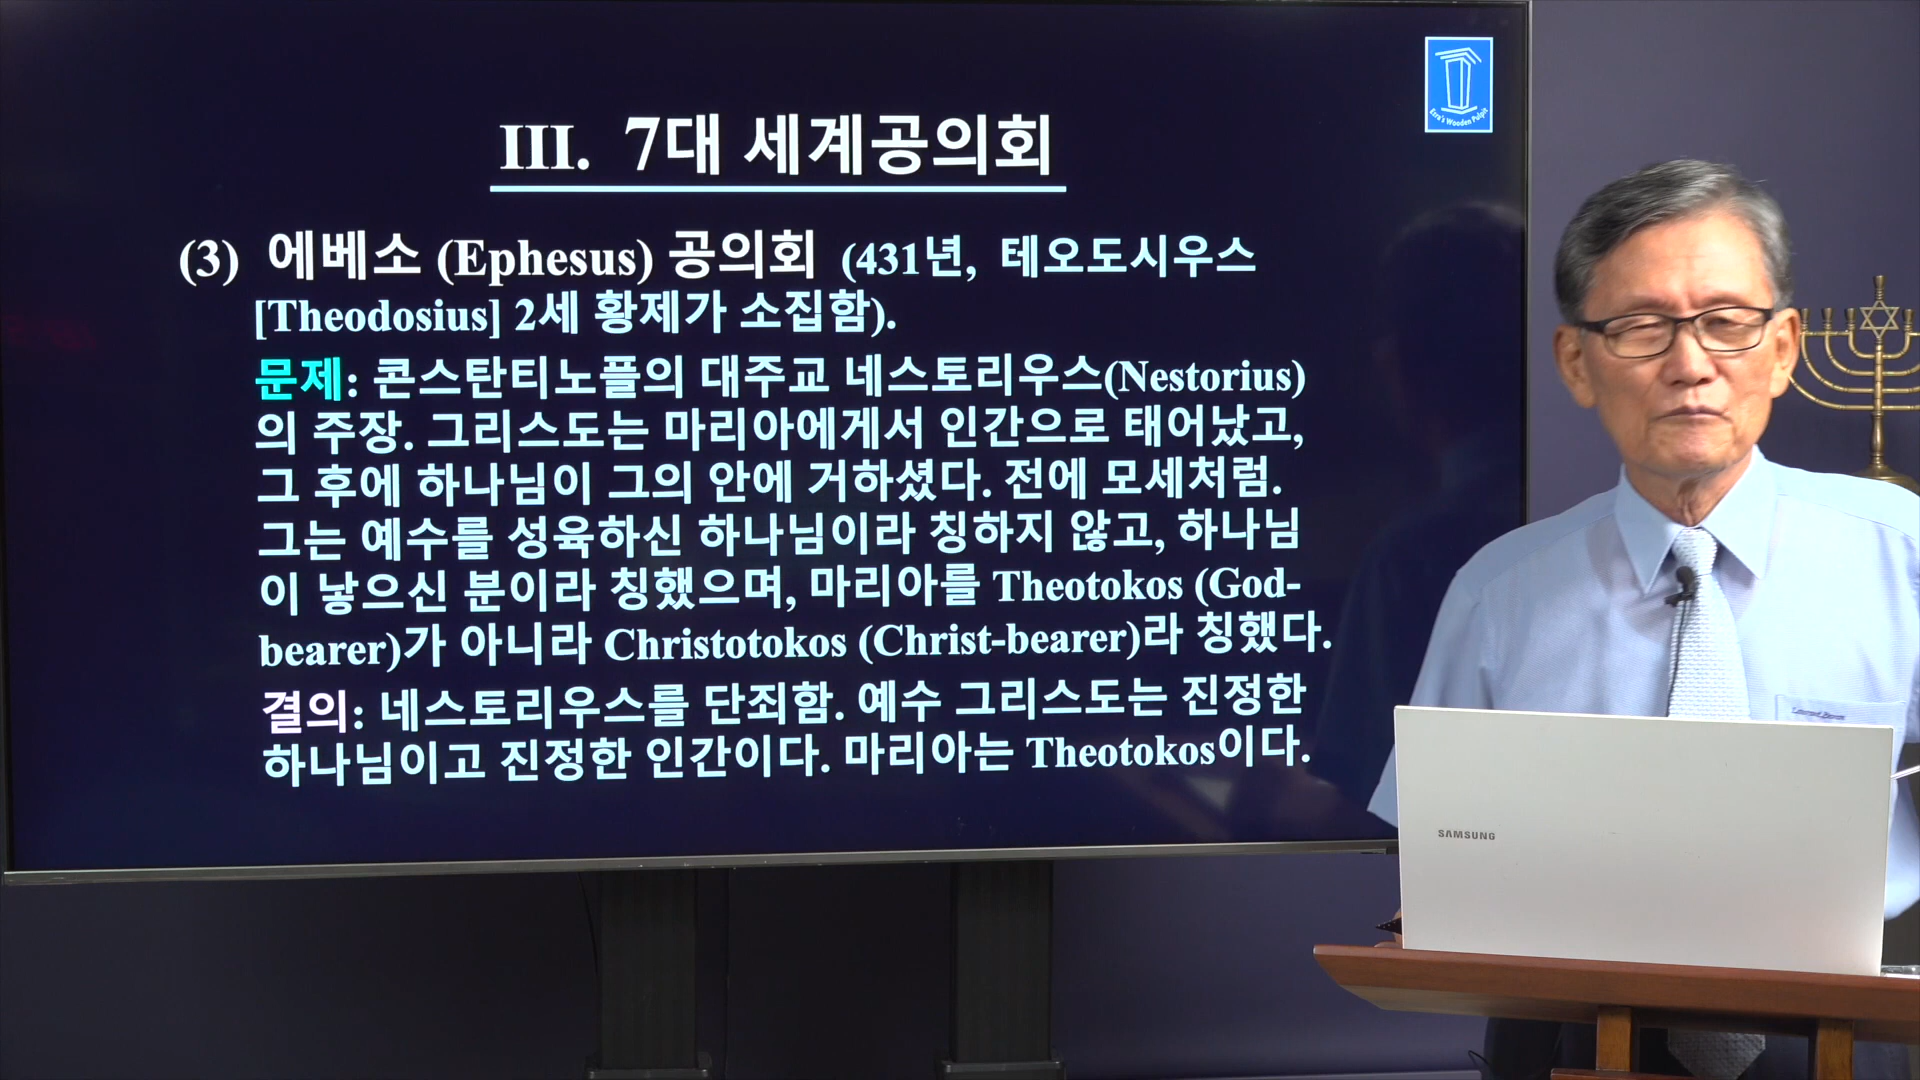 Ezra's Wooden Pulpit
III. 7대 세계공의회
(3) 에베소 (Ephesus) 공의회 (431년, 테오도시우스
[Theodosius] 2세 황제가 소집함).
문제: 콘스탄티노플의 대주교 네스토리우스(Nestorius)
의 주장. 그리스도는 마리아에게서 인간으로 태어났고,
그 후에 하나님이 그의 안에 거하셨다. 전에 모세처럼.
그는 예수를 성육하신 하나님이라 칭하지 않고, 하나님
이 낳으신 분이라 칭했으며, 마리아를 Theotokos (God-
bearer)가 아니라 Christotokos (Christ-bearer)라 칭했다.
결의: 네스토리우스를 단죄함. 예수 그리스도는 진정한
하나님이고 진정한 인간이다. 마리아는 Theotokos이다.
SAMSUNG